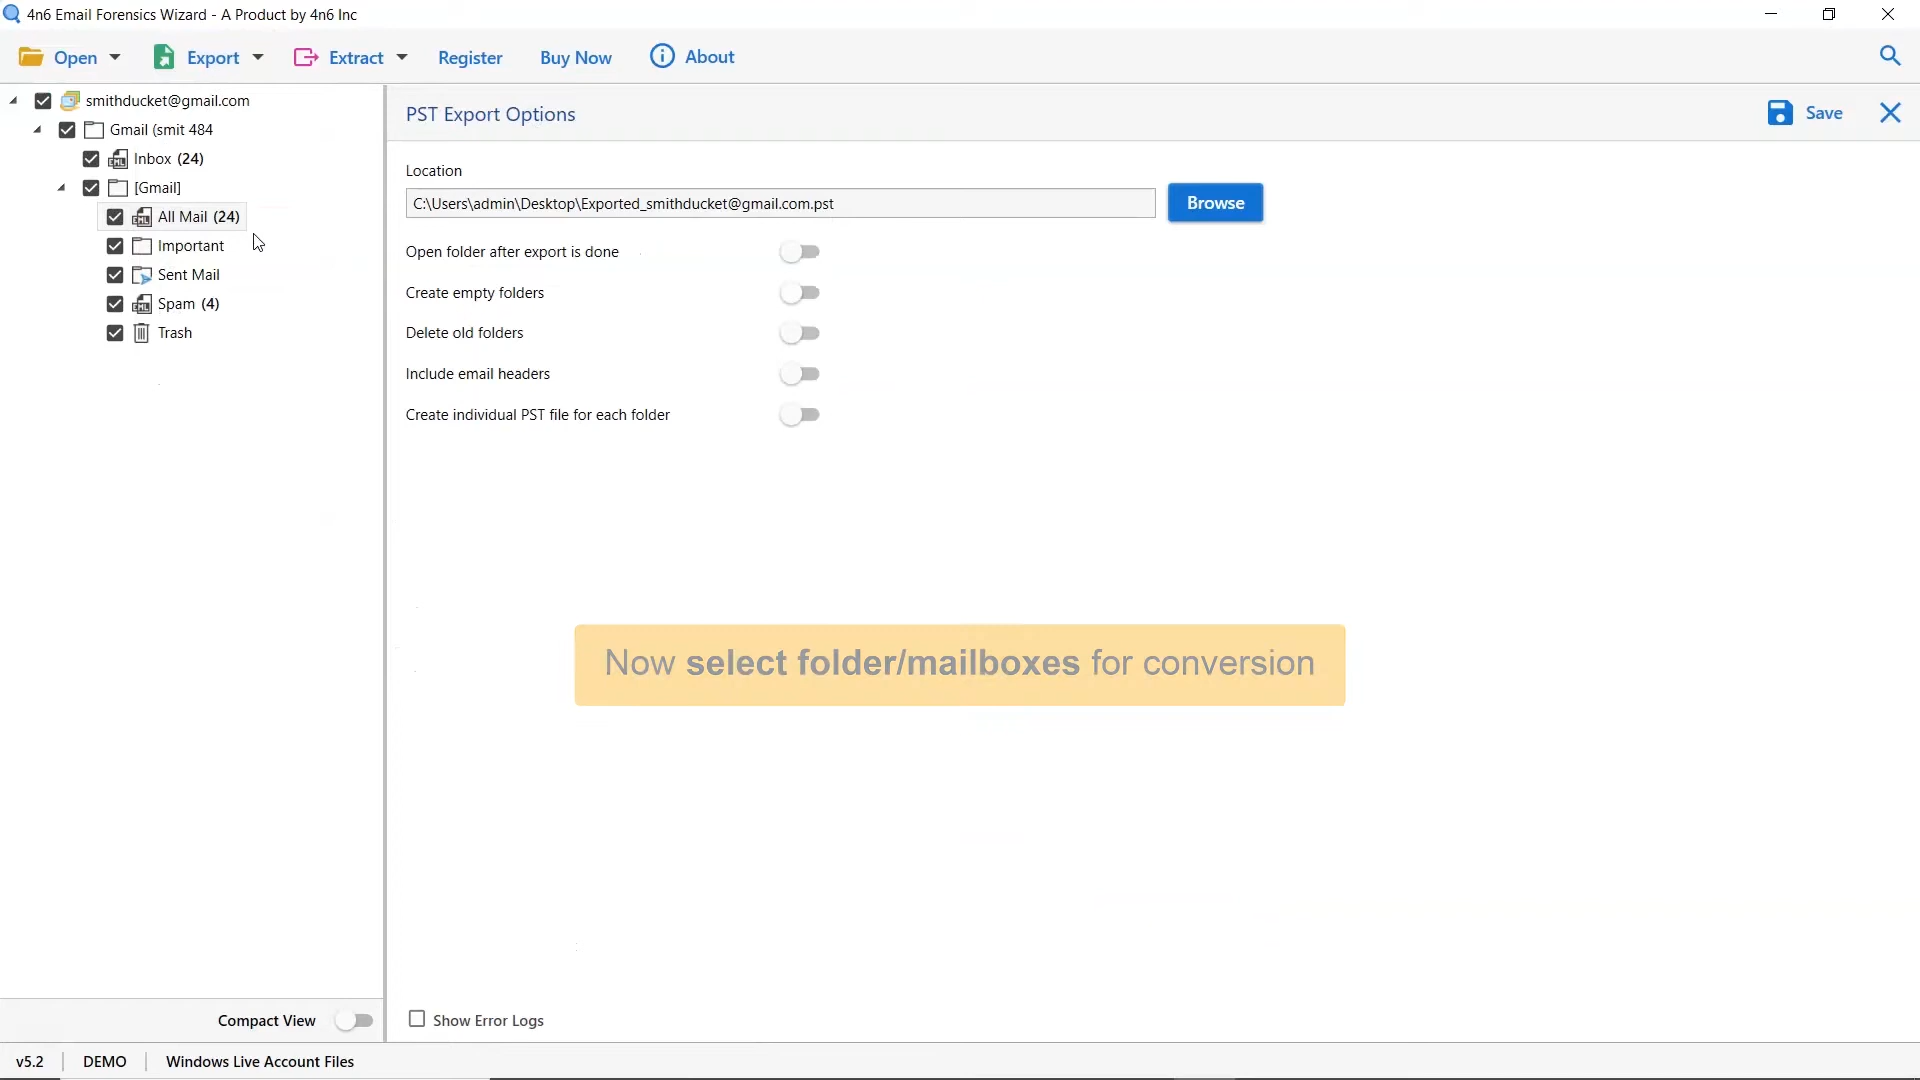 4n6 Email Forensics Wizard - A Product by 4n6 Inc
Open Export Extract Register Buy Now About
smithducket@gmail.com
Gmail (smit 484
Inbox (24)
[Gmail]
All Mail (24)
Important
Sent Mail
Spam (4)
Trash
PST Export Options
Save
Location
C:\Users\admin\Desktop\Exported_smithducket@gmail.com.pst
Browse
Open folder after export is done
Create empty folders
Delete old folders
Include email headers
Create individual PST file for each folder
Now select folder/mailboxes for conversion
Compact View
Show Error Logs
v5.2 DEMO Windows Live Account Files